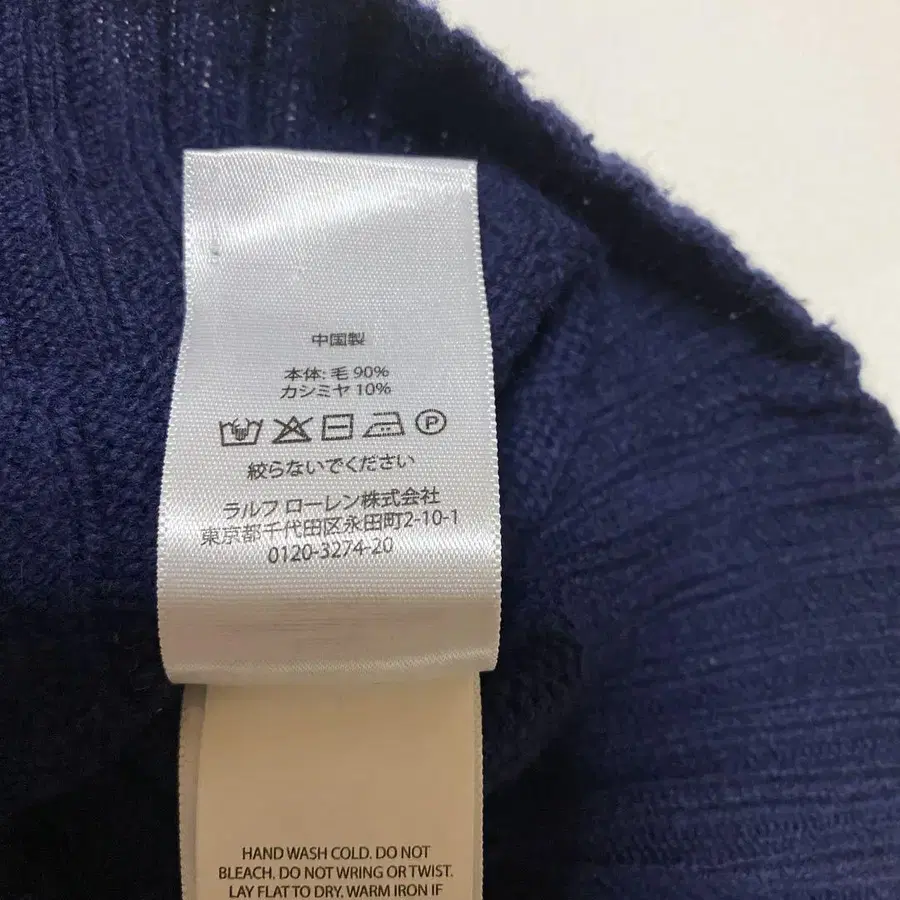 中国製
本体: 毛 90%
カシミヤ 10%
P
絞らないでください
ラルフ ローレン株式会社
東京都千代田区永田町2-10-1
0120-3274-20
HAND WASH COLD. DO NOT
BLEACH. DO NOT WRING OR TWIST.
LAY FLAT TO DRY. WARM IRON IF